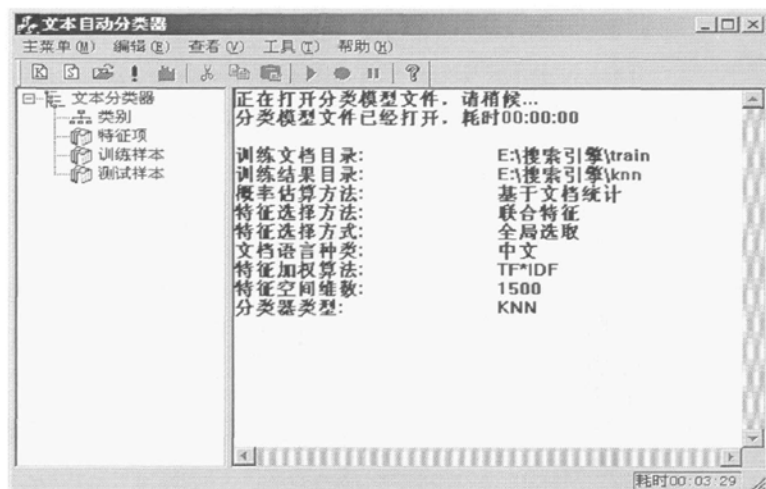 文本自动分类器
主菜单(M) 编辑(E) 查看(V) 工具(T) 帮助(H)
文本分类器
类别
特征项
训练样本
测试样本
正在打开分类模型文件，请稍候...
分类模型文件已经打开，耗时00:00:00
训练文档目录: E:\搜索引擎\train
训练结果目录: E:\搜索引擎\knn
概率估算方法: 基于文档统计
特征选择方法: 联合特征
特征选择方式: 全局选取
文档语言种类: 中文
特征加权算法: TF*IDF
特征空间维数: 1500
分类器类型: KNN
耗时00:03:29